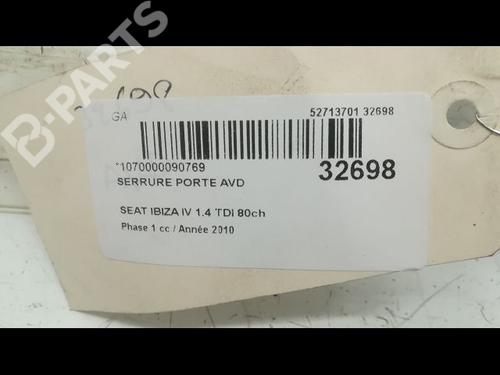 B-PARTS
GA
52713701 32698
*1070000090769
32698
SERRURE PORTE AVD
SEAT IBIZA IV 1.4 TDI 80ch
Phase 1 cc / Année 2010